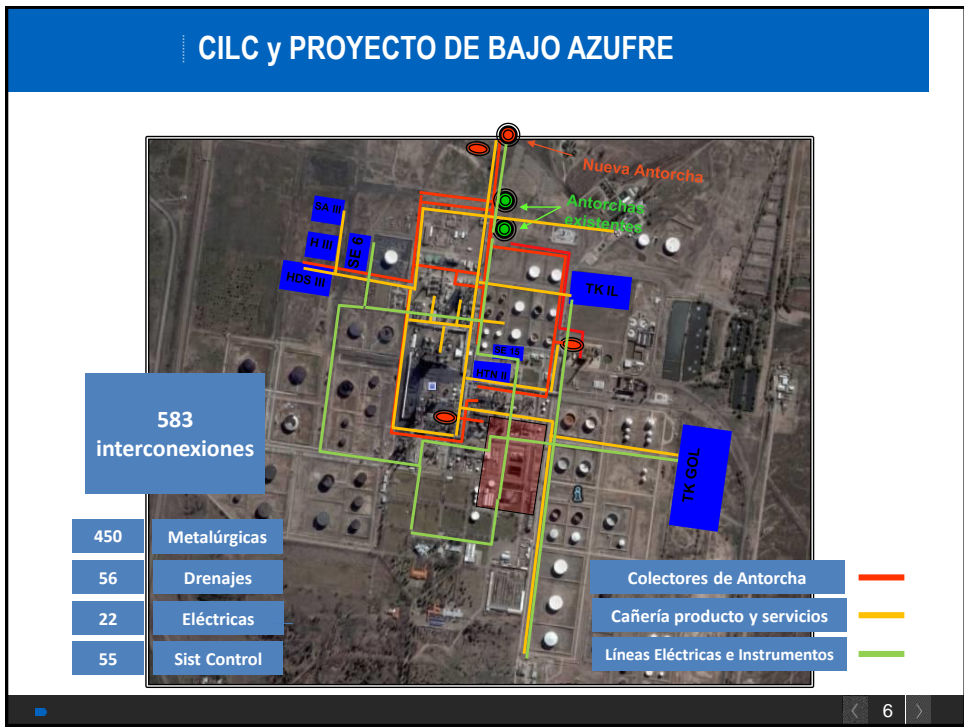 CILC y PROYECTO DE BAJO AZUFRE
Nueva Antorcha
Antorchas
existentes
SA III
H III
SE 6
HDS III
TK IL
SE 15
HTN II
TK GOL
583
interconexiones
450 Metalúrgicas
56 Drenajes
22 Eléctricas
55 Sist Control
Colectores de Antorcha
Cañería producto y servicios
Líneas Eléctricas e Instrumentos
6